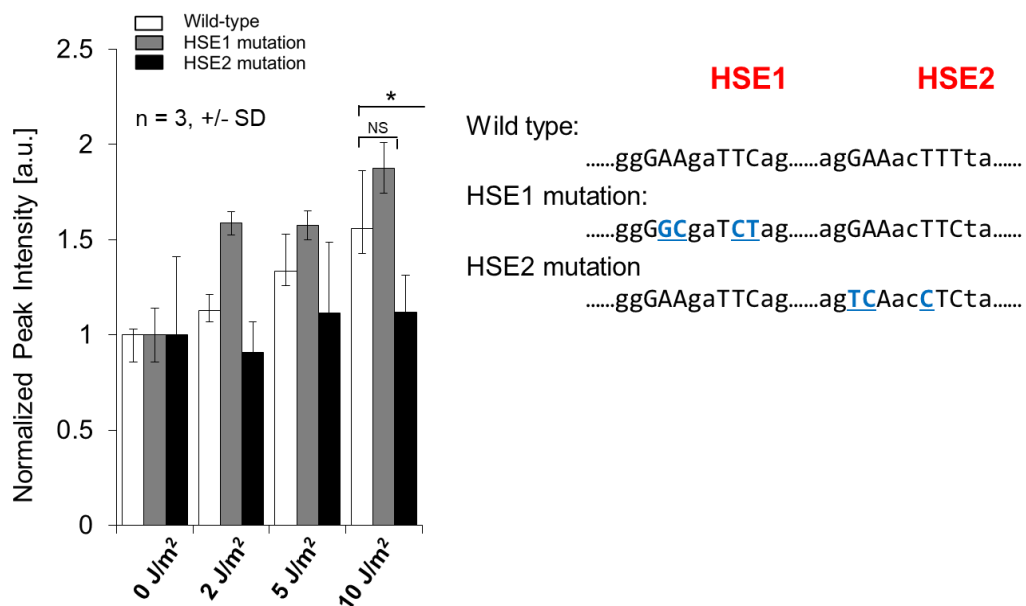 Wild-type
HSE1 mutation
HSE2 mutation
2.5
2
1.5
1
0.5
0
Normalized Peak Intensity [a.u.]
n = 3, +/- SD
*
NS
0 J/m²
2 J/m²
5 J/m²
10 J/m²
HSE1 HSE2
Wild type:
......ggGAAgaTTCag......agGAAacTTTta......
HSE1 mutation:
......ggGGCgaTCTag......agGAAacTTCta......
HSE2 mutation
......ggGAAgaTTCag......agTCAacCTCta......